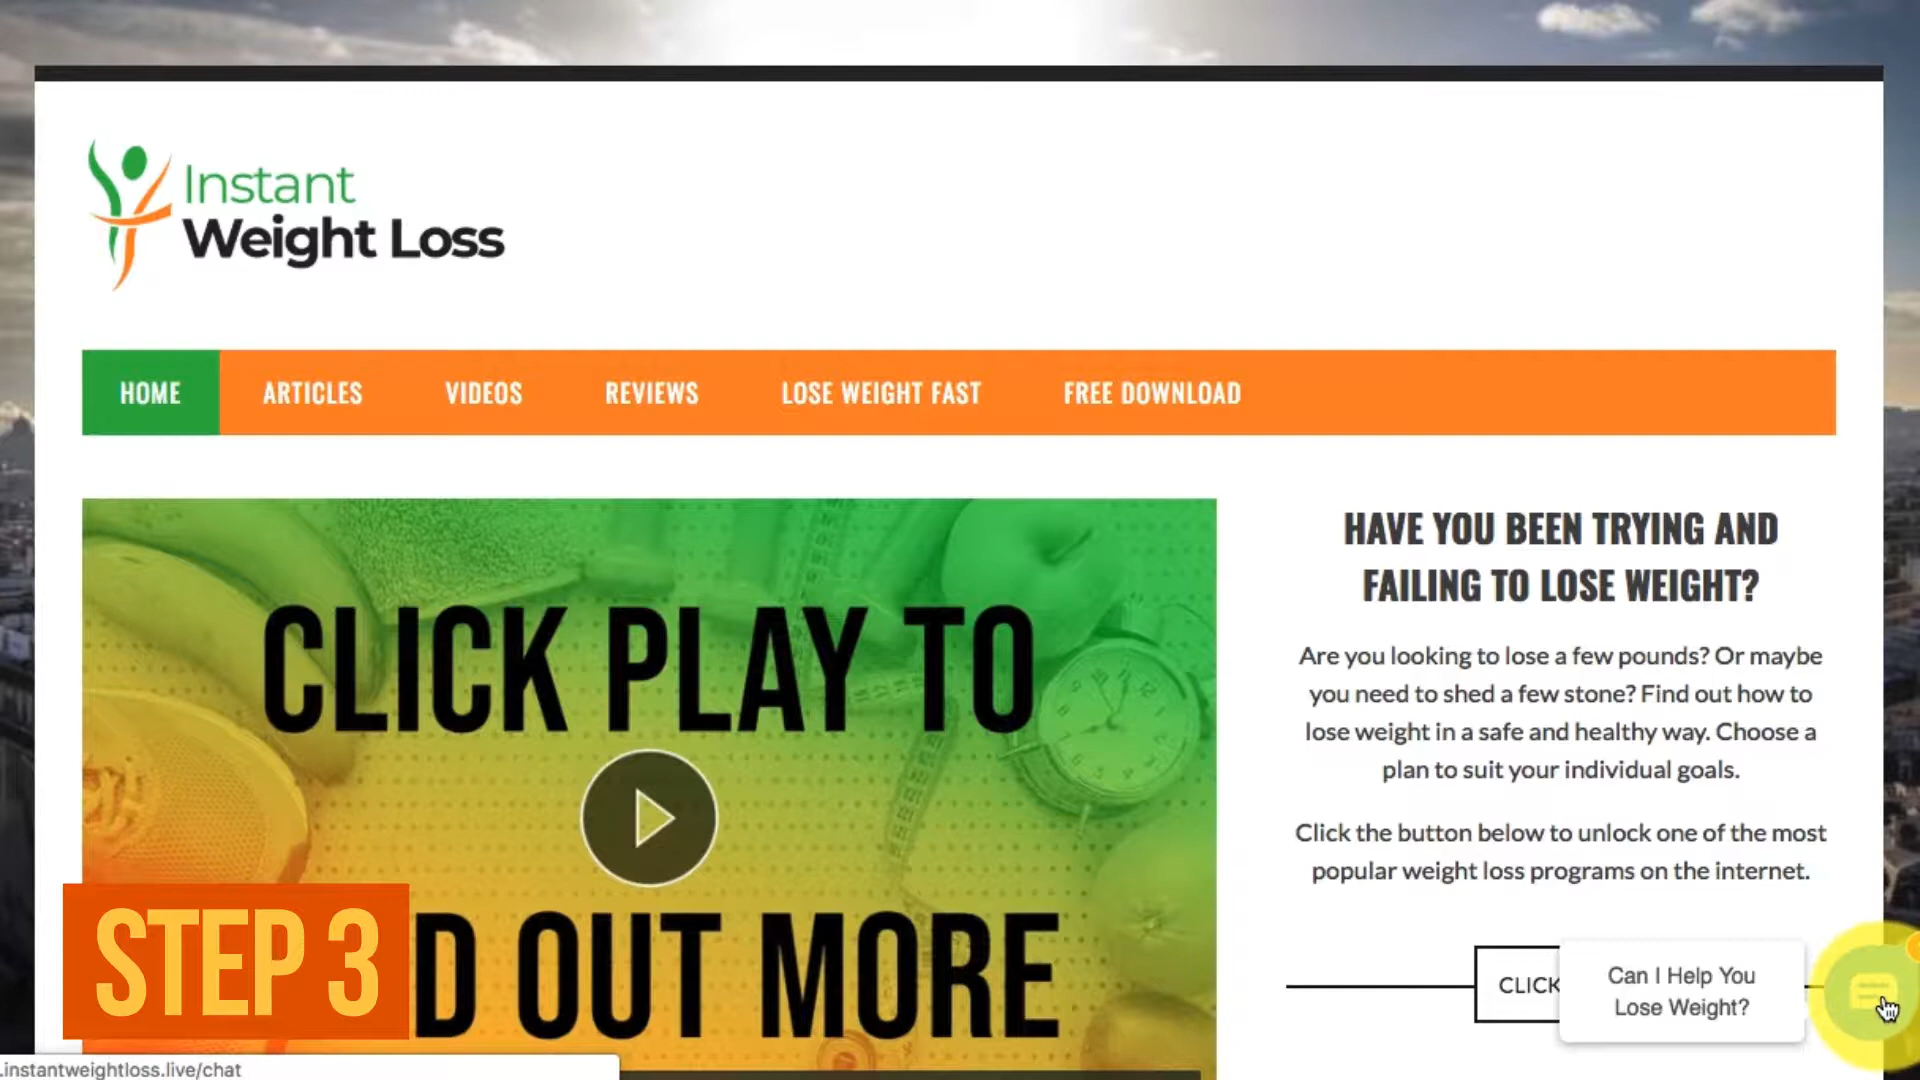 Instant
Weight Loss
HOME
ARTICLES
VIDEOS
REVIEWS
LOSE WEIGHT FAST
FREE DOWNLOAD
CLICK PLAY TO
D OUT MORE
HAVE YOU BEEN TRYING AND
FAILING TO LOSE WEIGHT?
Are you looking to lose a few pounds? Or maybe
you need to shed a few stone? Find out how to
lose weight in a safe and healthy way. Choose a
plan to suit your individual goals.
Click the button below to unlock one of the most
popular weight loss programs on the internet.
CLICK
Can I Help You
Lose Weight?
STEP 3
.instantweightloss.live/chat